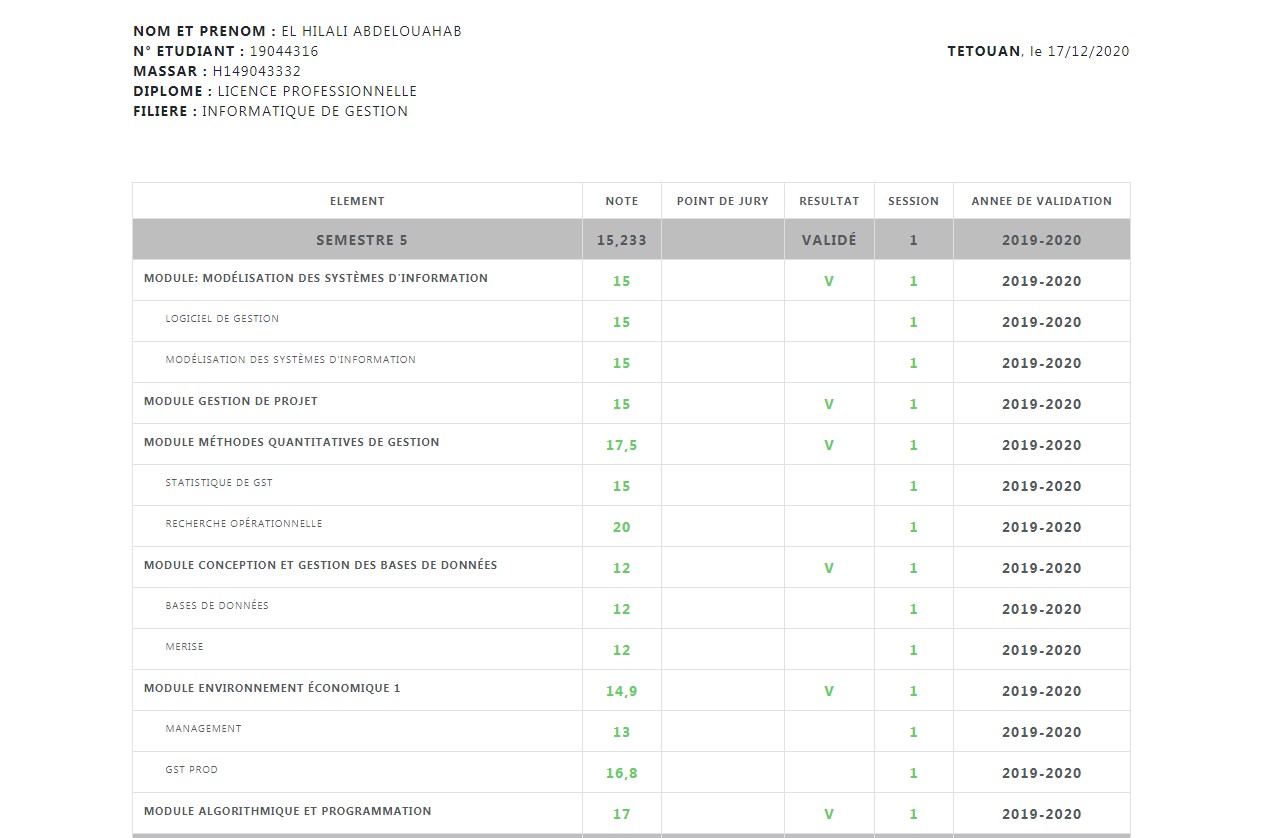 NOM ET PRENOM : EL HILALI ABDELOUAHAB
N° ETUDIANT : 19044316
TETOUAN, le 17/12/2020
MASSAR : H149043332
DIPLOME : LICENCE PROFESSIONNELLE
FILIERE : INFORMATIQUE DE GESTION
ELEMENT NOTE POINT DE JURY RESULTAT SESSION ANNEE DE VALIDATION
SEMESTRE 5 15,233 VALIDÉ 1 2019-2020
MODULE: MODÉLISATION DES SYSTÈMES D'INFORMATION 15 V 1 2019-2020
LOGICIEL DE GESTION 15 1 2019-2020
MODÉLISATION DES SYSTÈMES D'INFORMATION 15 1 2019-2020
MODULE GESTION DE PROJET 15 V 1 2019-2020
MODULE MÉTHODES QUANTITATIVES DE GESTION 17,5 V 1 2019-2020
STATISTIQUE DE GST 15 1 2019-2020
RECHERCHE OPÉRATIONNELLE 20 1 2019-2020
MODULE CONCEPTION ET GESTION DES BASES DE DONNÉES 12 V 1 2019-2020
BASES DE DONNÉES 12 1 2019-2020
MERISE 12 1 2019-2020
MODULE ENVIRONNEMENT ÉCONOMIQUE 1 14,9 V 1 2019-2020
MANAGEMENT 13 1 2019-2020
GST PROD 16,8 1 2019-2020
MODULE ALGORITHMIQUE ET PROGRAMMATION 17 V 1 2019-2020